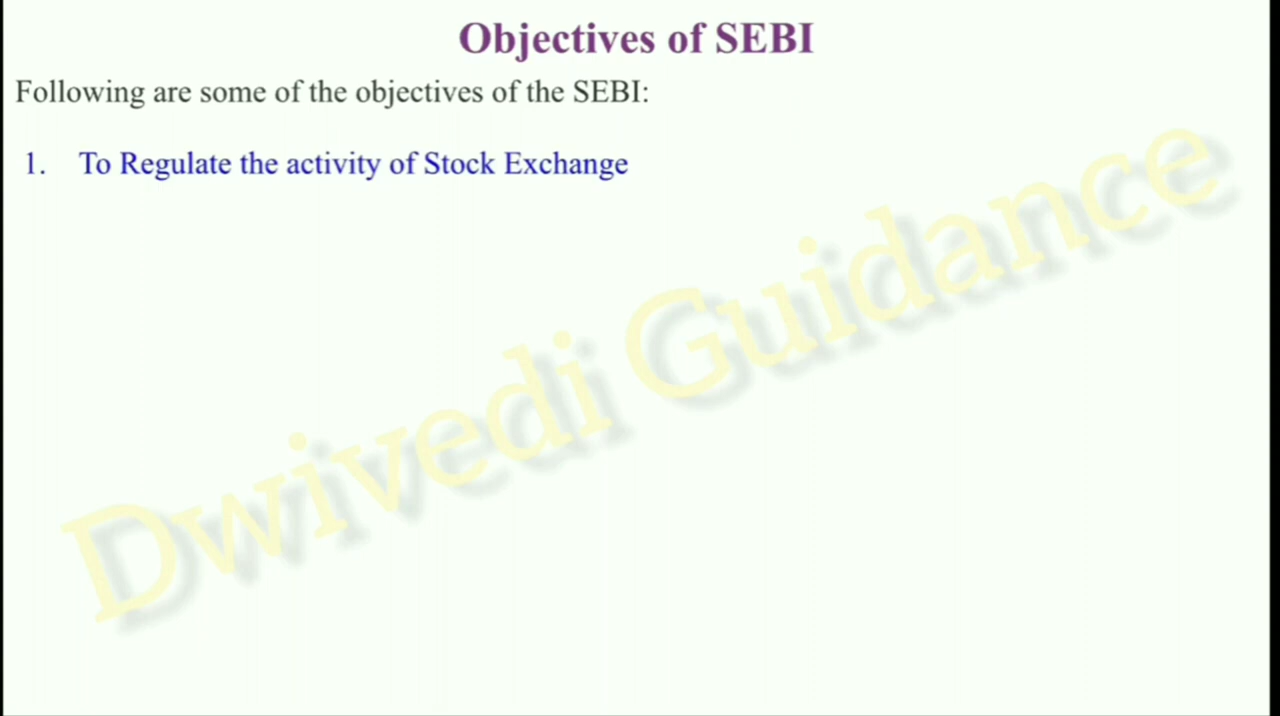 Objectives of SEBI
Following are some of the objectives of the SEBI:
1. To Regulate the activity of Stock Exchange
Dwivedi Guidance